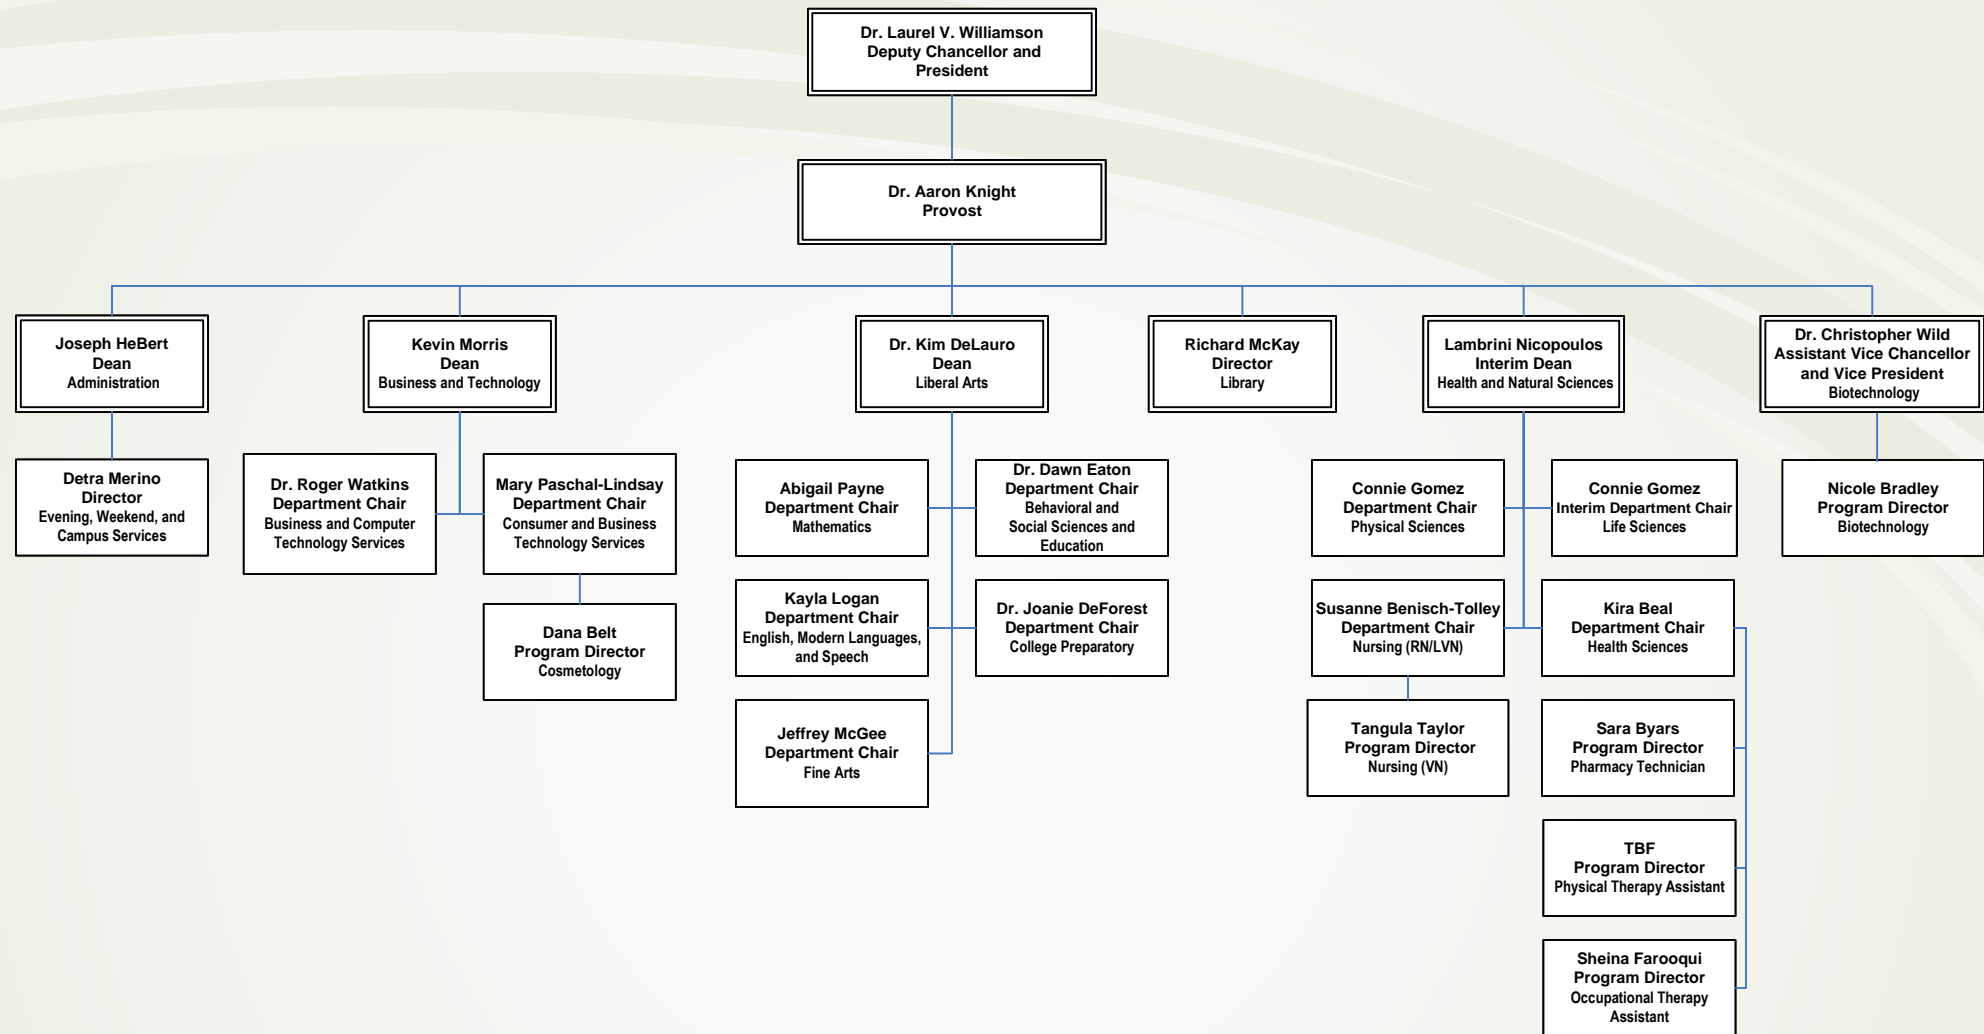 Dr. Laurel V. Williamson
Deputy Chancellor and
President
Dr. Aaron Knight
Provost
Joseph HeBert
Dean
Administration
Kevin Morris
Dean
Business and Technology
Dr. Kim DeLauro
Dean
Liberal Arts
Richard McKay
Director
Library
Lambrini Nicopoulos
Interim Dean
Health and Natural Sciences
Dr. Christopher Wild
Assistant Vice Chancellor
and Vice President
Biotechnology
Detra Merino
Director
Evening, Weekend, and
Campus Services
Dr. Roger Watkins
Department Chair
Business and Computer
Technology Services
Mary Paschal-Lindsay
Department Chair
Consumer and Business
Technology Services
Dana Belt
Program Director
Cosmetology
Abigail Payne
Department Chair
Mathematics
Dr. Dawn Eaton
Department Chair
Behavioral and
Social Sciences and
Education
Kayla Logan
Department Chair
English, Modern Languages,
and Speech
Dr. Joanie DeForest
Department Chair
College Preparatory
Jeffrey McGee
Department Chair
Fine Arts
Connie Gomez
Department Chair
Physical Sciences
Connie Gomez
Interim Department Chair
Life Sciences
Susanne Benisch-Tolley
Department Chair
Nursing (RN/LVN)
Kira Beal
Department Chair
Health Sciences
Tangula Taylor
Program Director
Nursing (VN)
Sara Byars
Program Director
Pharmacy Technician
TBF
Program Director
Physical Therapy Assistant
Sheina Farooqui
Program Director
Occupational Therapy
Assistant
Nicole Bradley
Program Director
Biotechnology